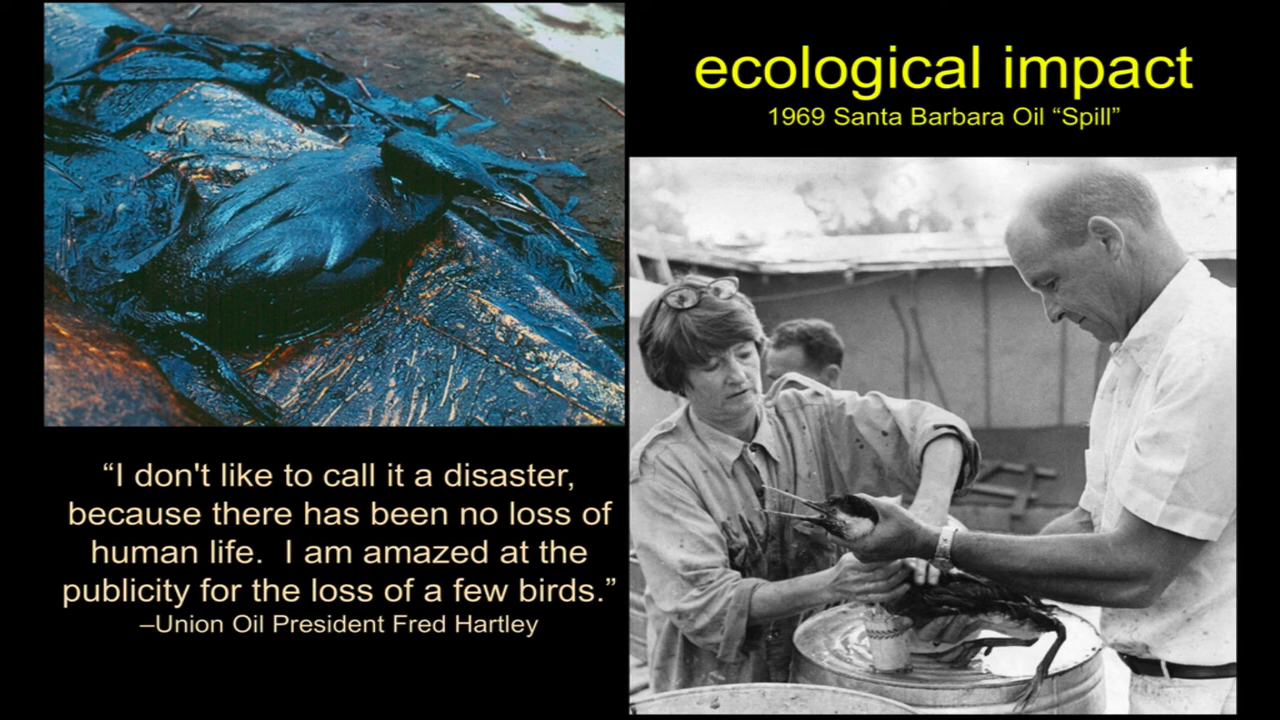 ecological impact
1969 Santa Barbara Oil “Spill”
“I don't like to call it a disaster,
because there has been no loss of
human life.  I am amazed at the
publicity for the loss of a few birds.”
–Union Oil President Fred Hartley